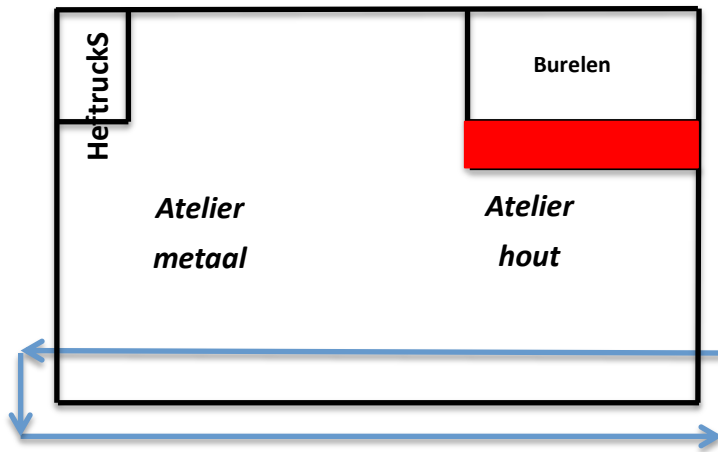 HeftruckS
Burelen
Atelier
metaal
Atelier
hout